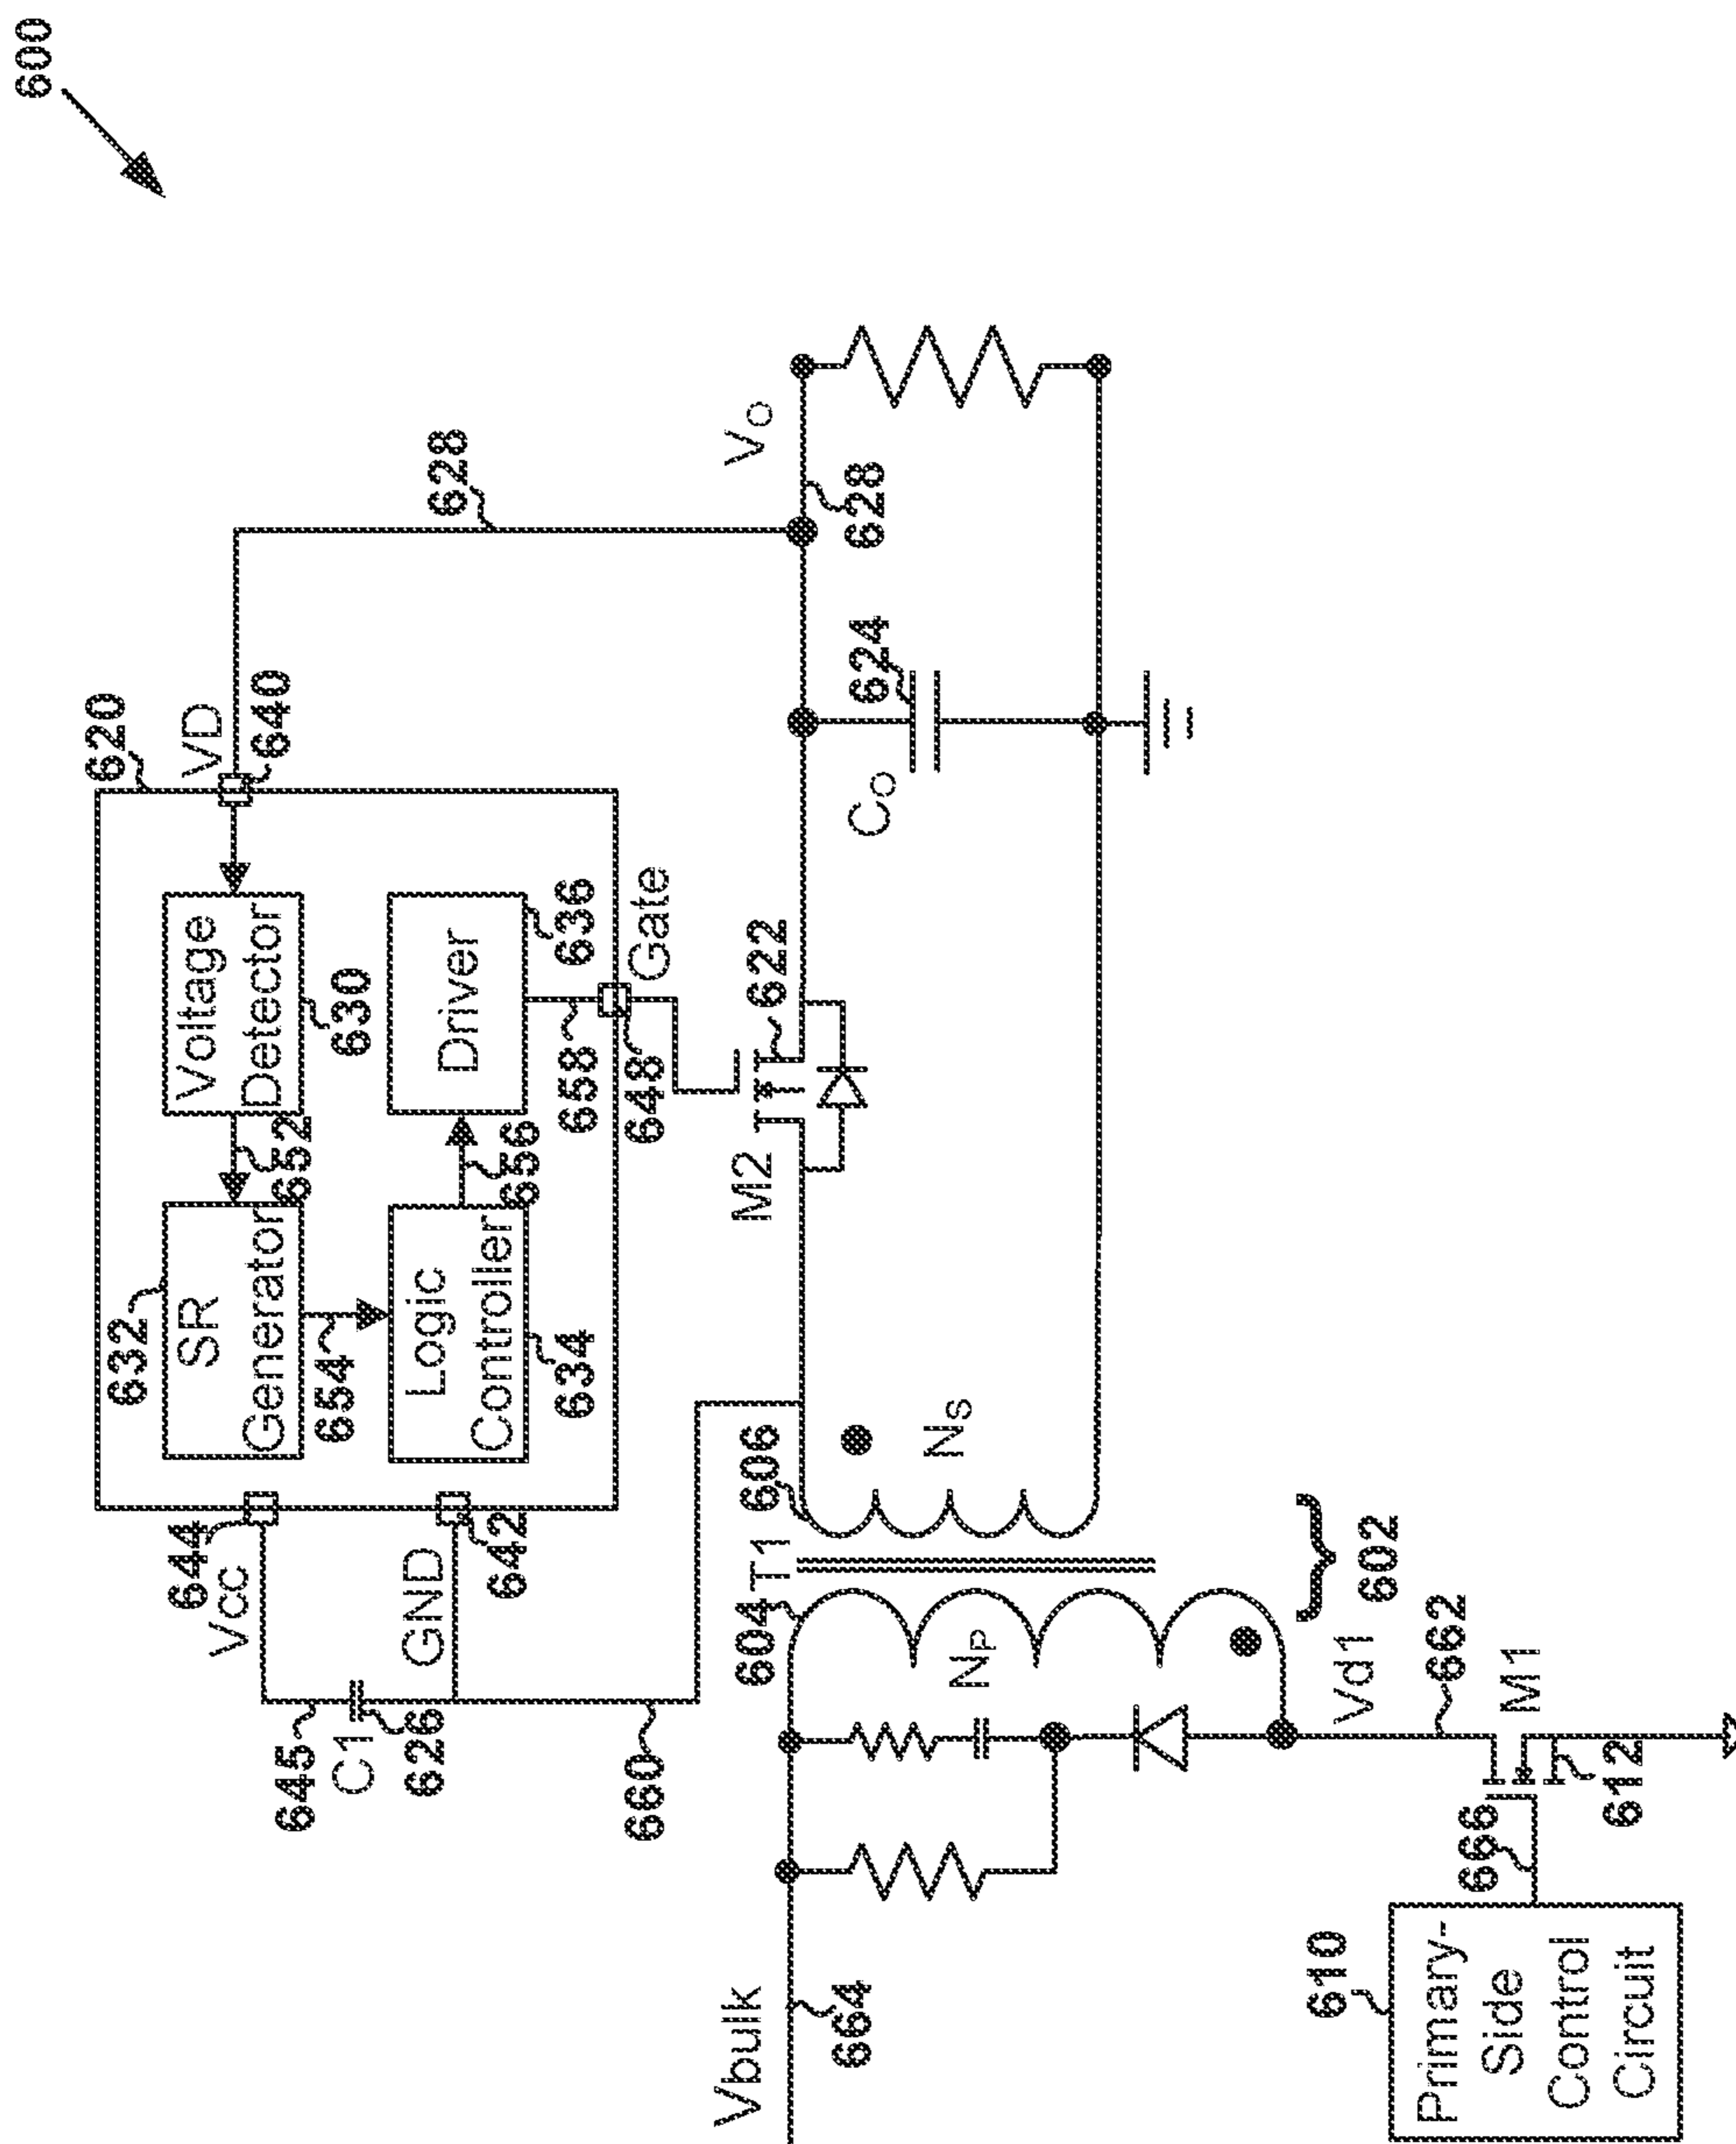 600
620
VD
640
632
SR
Generator
652
Voltage
Detector
630
654
Logic
Controller
634
656
Driver
636
658
648
Gate
644
Vcc
GND
642
645
C1
626
660
628
Vo
628
M2
622
Co
624
606
Ns
604
T1
Np
602
Vbulk
664
Vd1
662
M1
612
666
610
Primary-
Side
Control
Circuit